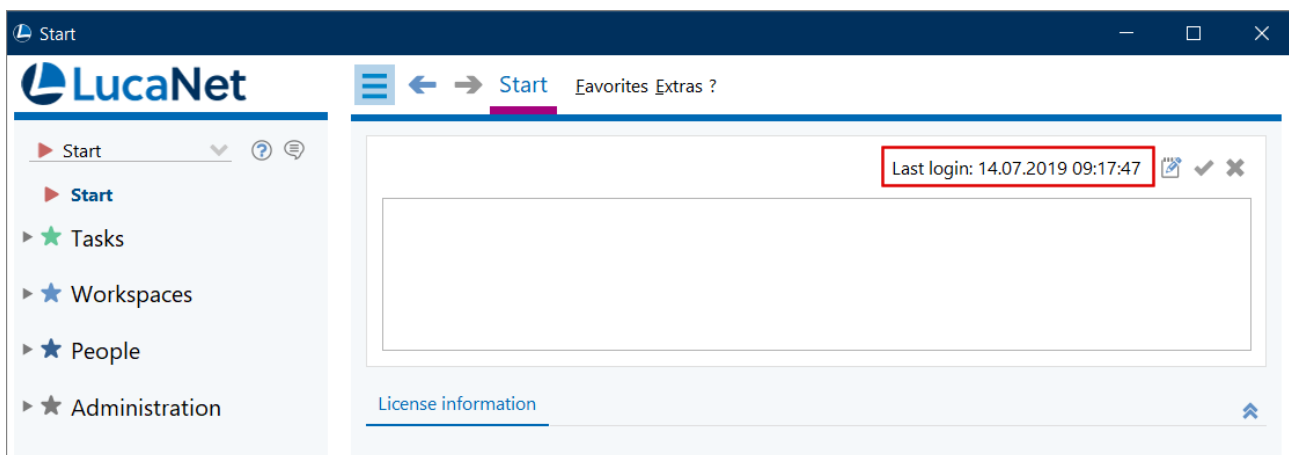 Start
LucaNet
Start Favorites Extras ?
Start
Last login: 14.07.2019 09:17:47
Start
Tasks
Workspaces
People
Administration
License information